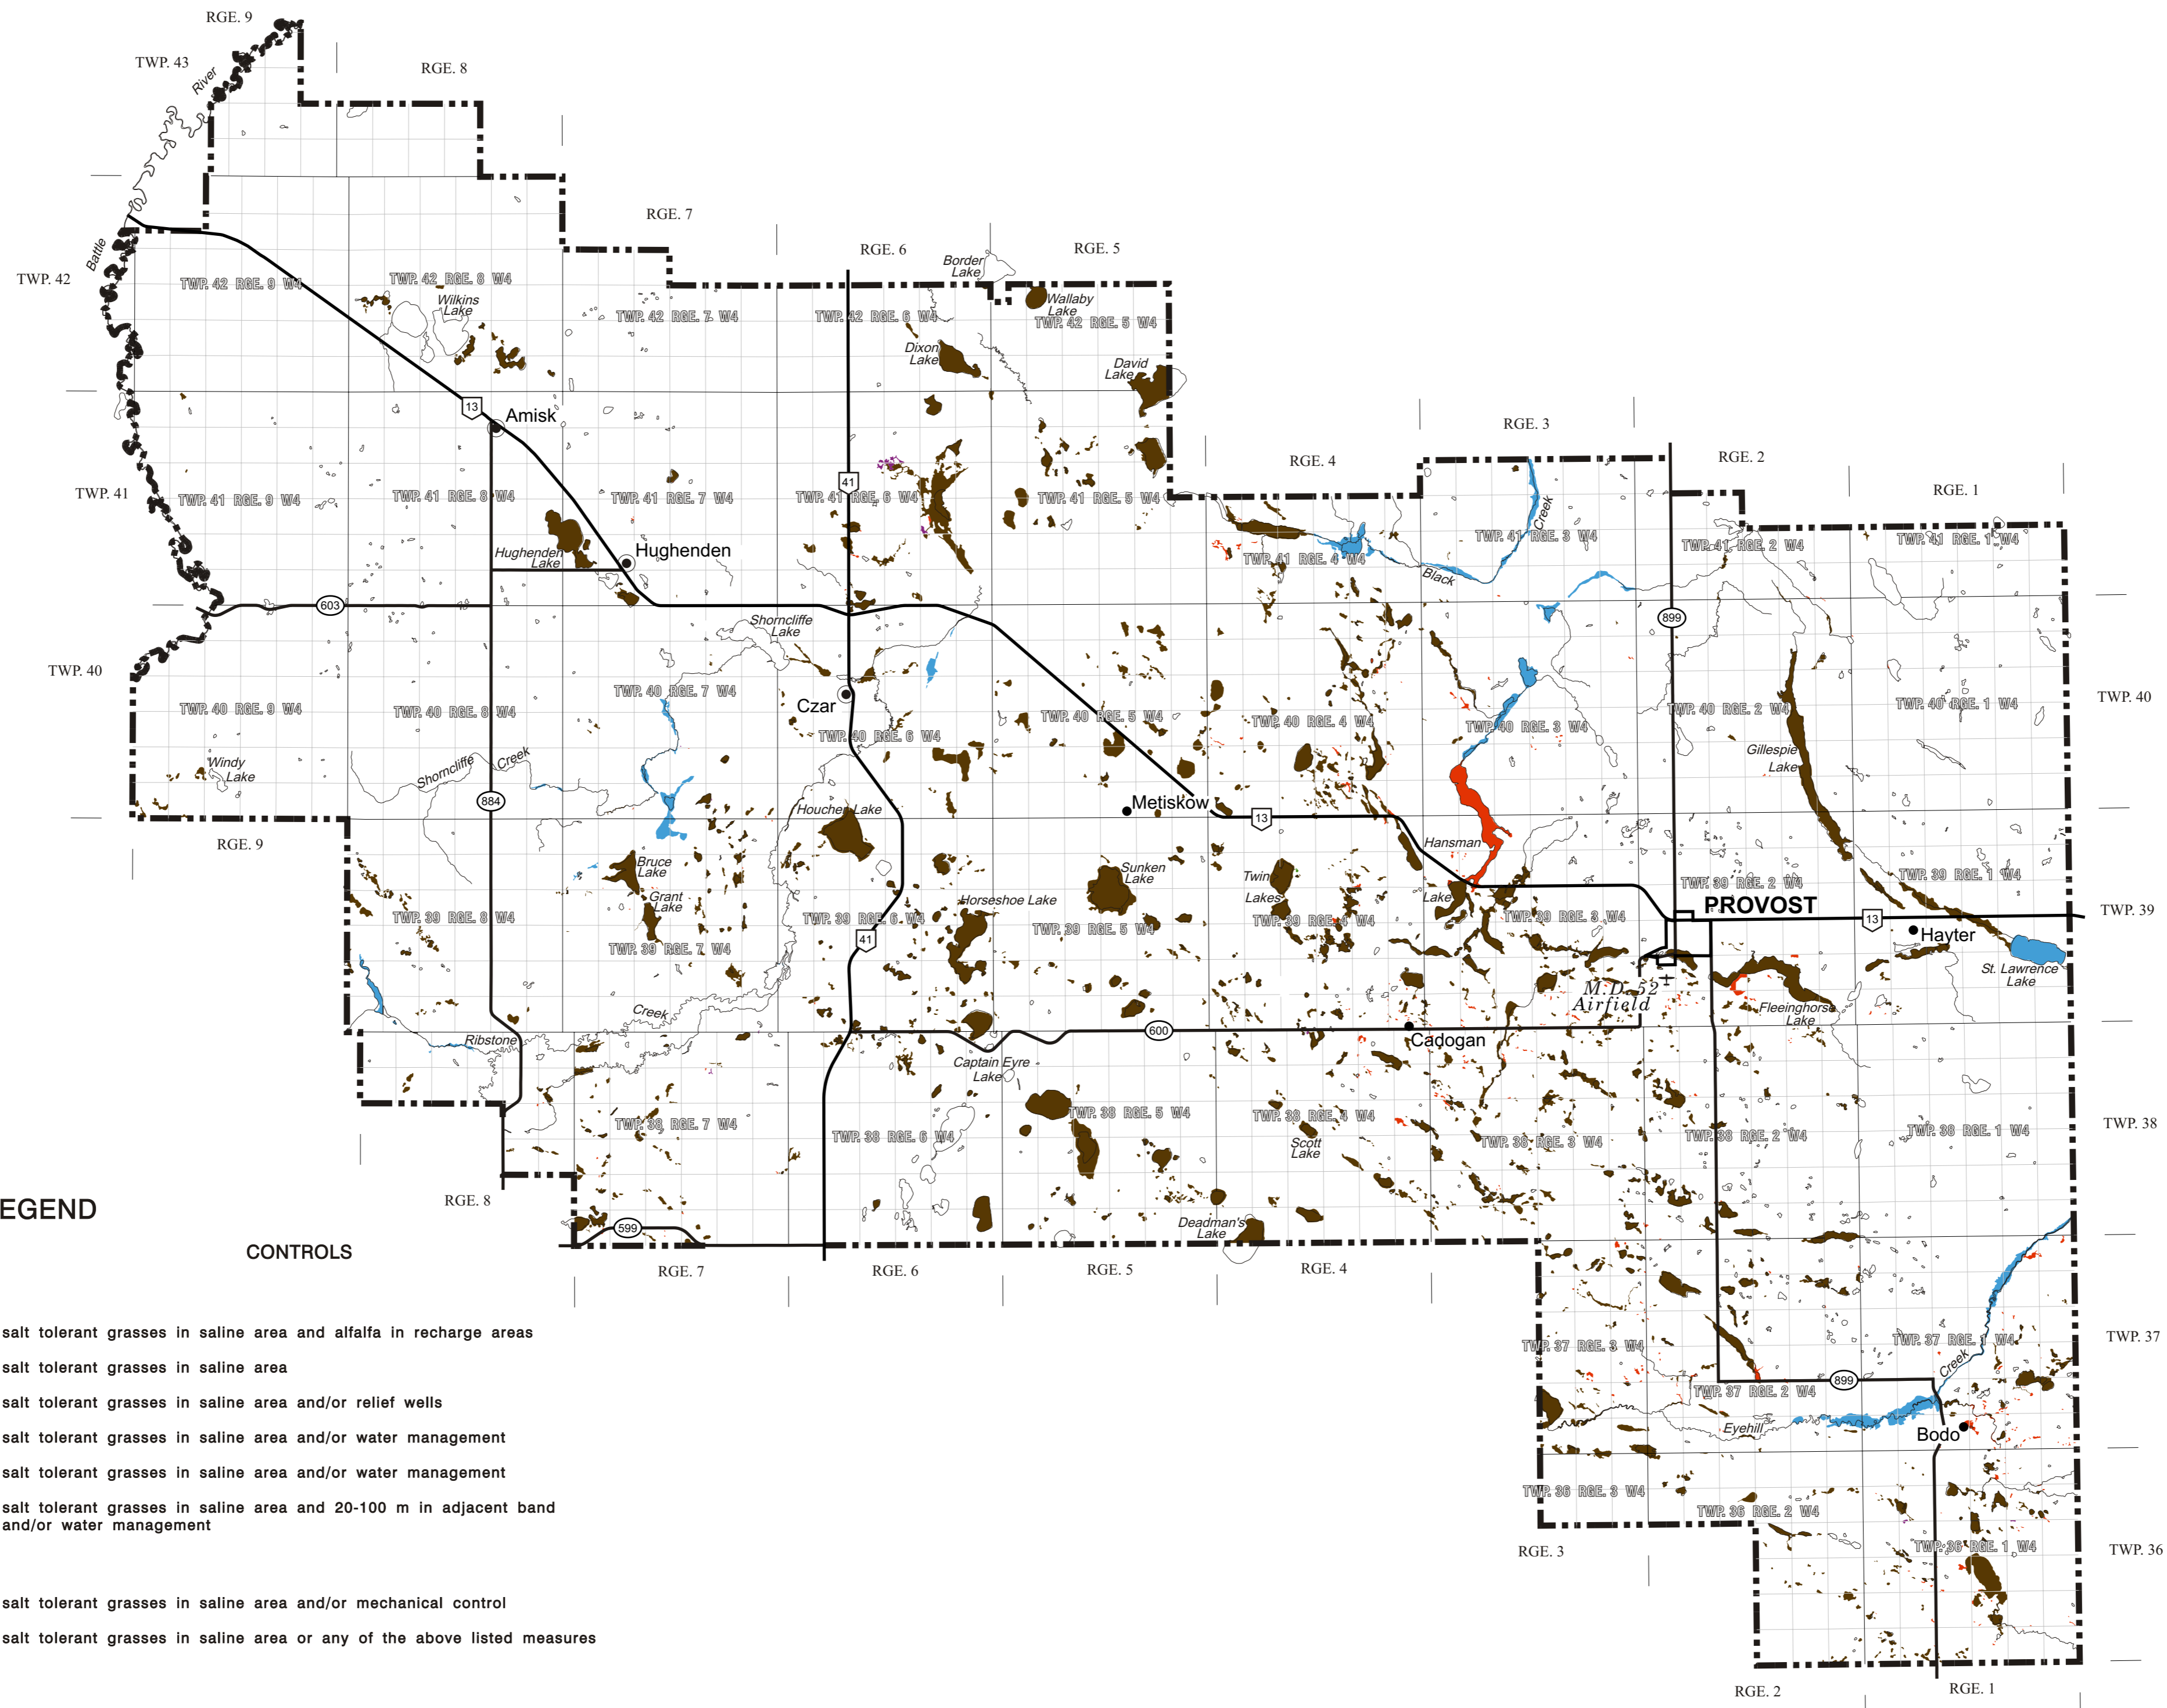 RGE. 9
TWP. 43
River
RGE. 8
RGE. 7
RGE. 6
RGE. 5
Border
Lake
Battle
TWP. 42
TWP. 42 RGE. 9 W4
TWP. 42 RGE. 8 W4
Wilkins
Lake
TWP. 42 RGE. 7 W4
TWP. 42 RGE. 6 W4
Wallaby
Lake
TWP. 42 RGE. 5 W4
Dixon
Lake
David
Lake
13
Amisk
RGE. 4
RGE. 3
RGE. 2
RGE. 1
TWP. 41
TWP. 41 RGE. 9 W4
TWP. 41 RGE. 8 W4
TWP. 41 RGE. 7 W4
41
TWP. 41 RGE. 6 W4
TWP. 41 RGE. 5 W4
Creek
TWP. 41 RGE. 3 W4
TWP. 41 RGE. 2 W4
TWP. 41 RGE. 1 W4
Hughenden
Lake
Hughenden
TWP. 41 RGE. 4 W4
Black
603
899
Shorncliffe
Lake
TWP. 40
TWP. 40 RGE. 9 W4
TWP. 40 RGE. 8 W4
TWP. 40 RGE. 7 W4
Czar
TWP. 40 RGE. 6 W4
TWP. 40 RGE. 5 W4
TWP. 40 RGE. 4 W4
TWP. 40 RGE. 3 W4
TWP. 40 RGE. 2 W4
TWP. 40 RGE. 1 W4
TWP. 40
Gillespie
Lake
Windy
Lake
Shorncliffe
Creek
884
Metiskow
13
Houcher Lake
RGE. 9
Hansman
Lake
Bruce
Lake
Grant
Lake
Sunken
Lake
Twin
Lakes
Horseshoe Lake
TWP. 39 RGE. 8 W4
TWP. 39 RGE. 7 W4
TWP. 39 RGE. 6 W4
41
TWP. 39 RGE. 5 W4
TWP. 39 RGE. 4 W4
TWP. 39 RGE. 3 W4
TWP. 39 RGE. 2 W4
TWP. 39 RGE. 1 W4
PROVOST
13
TWP. 39
Hayter
St. Lawrence
Lake
M.D. 52
Airfield
Fleeinghorse
Lake
Creek
Ribstone
600
Cadogan
Captain Eyre
Lake
TWP. 38 RGE. 7 W4
TWP. 38 RGE. 6 W4
TWP. 38 RGE. 5 W4
TWP. 38 RGE. 4 W4
TWP. 38 RGE. 3 W4
TWP. 38 RGE. 2 W4
TWP. 38 RGE. 1 W4
TWP. 38
Scott
Lake
RGE. 8
599
Deadman's
Lake
RGE. 7
RGE. 6
RGE. 5
RGE. 4
TWP. 37 RGE. 3 W4
TWP. 37 RGE. 2 W4
TWP. 37 RGE. 1 W4
TWP. 37
Creek
899
Eyehill
Bodo
TWP. 36 RGE. 3 W4
TWP. 36 RGE. 2 W4
TWP. 36 RGE. 1 W4
TWP. 36
RGE. 3
RGE. 2
RGE. 1
EGEND
CONTROLS
salt tolerant grasses in saline area and alfalfa in recharge areas
salt tolerant grasses in saline area
salt tolerant grasses in saline area and/or relief wells
salt tolerant grasses in saline area and/or water management
salt tolerant grasses in saline area and/or water management
salt tolerant grasses in saline area and 20-100 m in adjacent band
and/or water management
salt tolerant grasses in saline area and/or mechanical control
salt tolerant grasses in saline area or any of the above listed measures